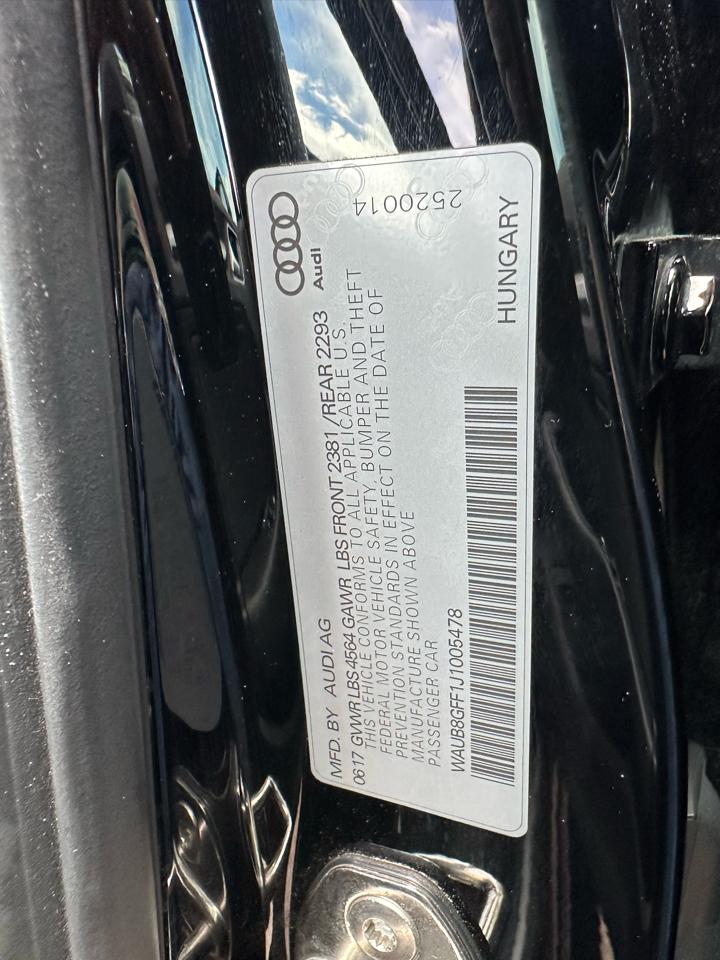 Audi
2520014
MFD. BY AUDI AG
0617 GVWR LBS 4564 GAWR LBS FRONT 2381 /REAR 2293
THIS VEHICLE CONFORMS TO ALL APPLICABLE U.S.
FEDERAL MOTOR VEHICLE SAFETY, BUMPER AND THEFT
PREVENTION STANDARDS IN EFFECT ON THE DATE OF
MANUFACTURE SHOWN ABOVE
PASSENGER CAR
WAUB8GFF1J1005478
HUNGARY